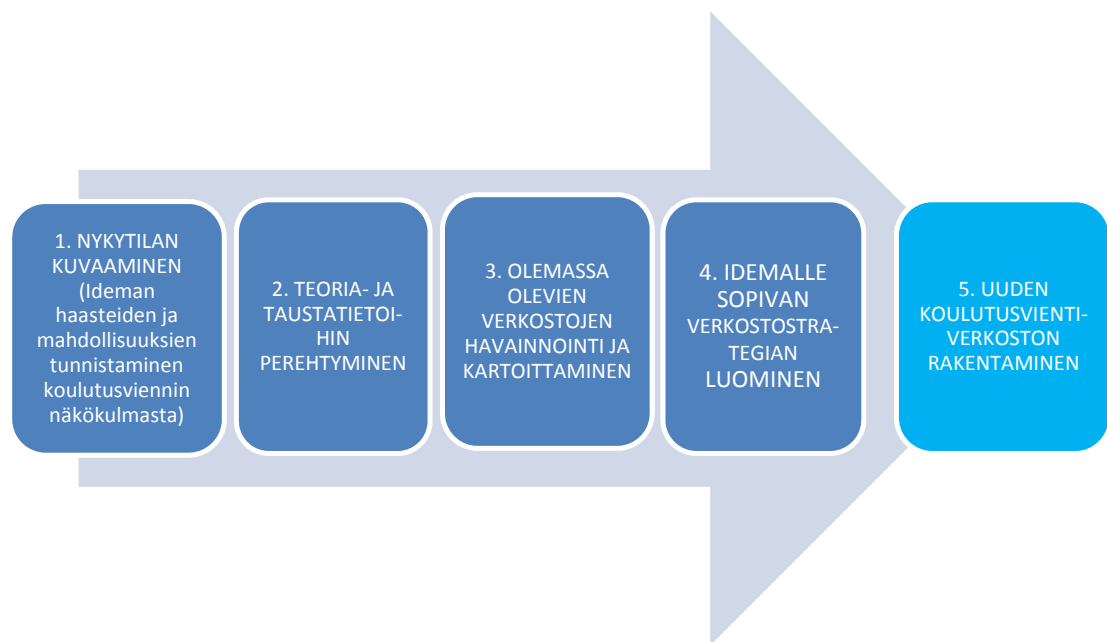 1. NYKYTILAN
KUVAAMINEN
(Ideman
haasteiden ja
mahdollisuuksien
tunnistaminen
koulutusviennin
näkökulmasta)
2. TEORIA- JA
TAUSTATIETOI-
HIN
PEREHTYMINEN
3. OLEMASSA
OLEVIEN
VERKOSTOJEN
HAVAINNOINTI JA
KARTOITTAMINEN
4. IDEMALLE
SOPIVAN
VERKOSTOSTRA-
TEGIAN
LUOMINEN
5. UUDEN
KOULUTUSVIENTI-
VERKOSTON
RAKENTAMINEN